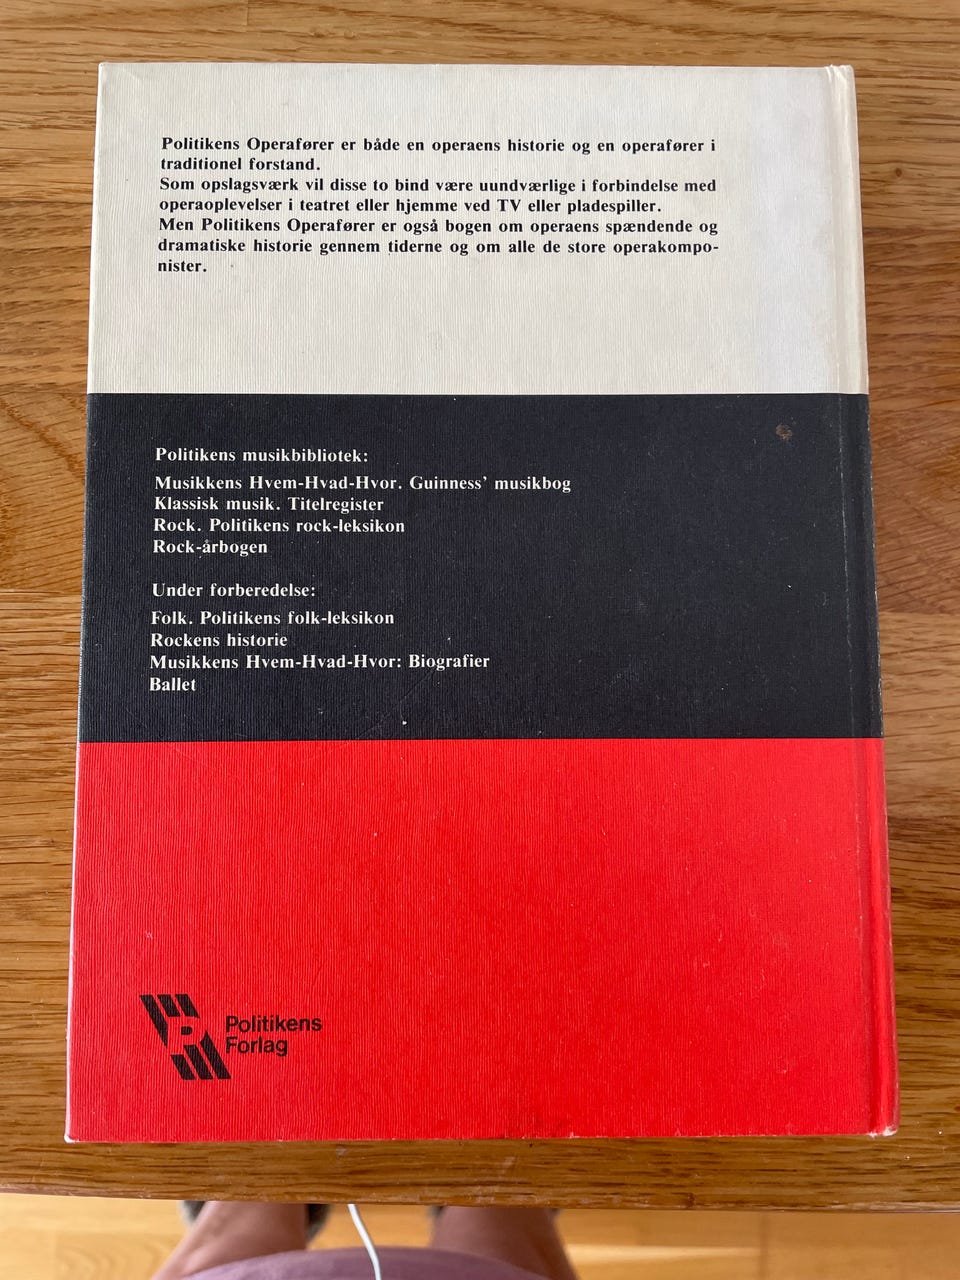 Politikens Operafører er både en operaens historie og en operafører i
traditionel forstand.
Som opslagsværk vil disse to bind være uundværlige i forbindelse med
operaoplevelser i teatret eller hjemme ved TV eller pladespiller.
Men Politikens Operafører er også bogen om operaens spændende og
dramatiske historie gennem tiderne og om alle de store operakompo-
nister.
Politikens musikbibliotek:
Musikkens Hvem-Hvad-Hvor. Guinness' musikbog
Klassisk musik. Titelregister
Rock. Politikens rock-leksikon
Rock-årbogen
Under forberedelse:
Folk. Politikens folk-leksikon
Rockens historie
Musikkens Hvem-Hvad-Hvor: Biografier
Ballet
P
Politikens
Forlag